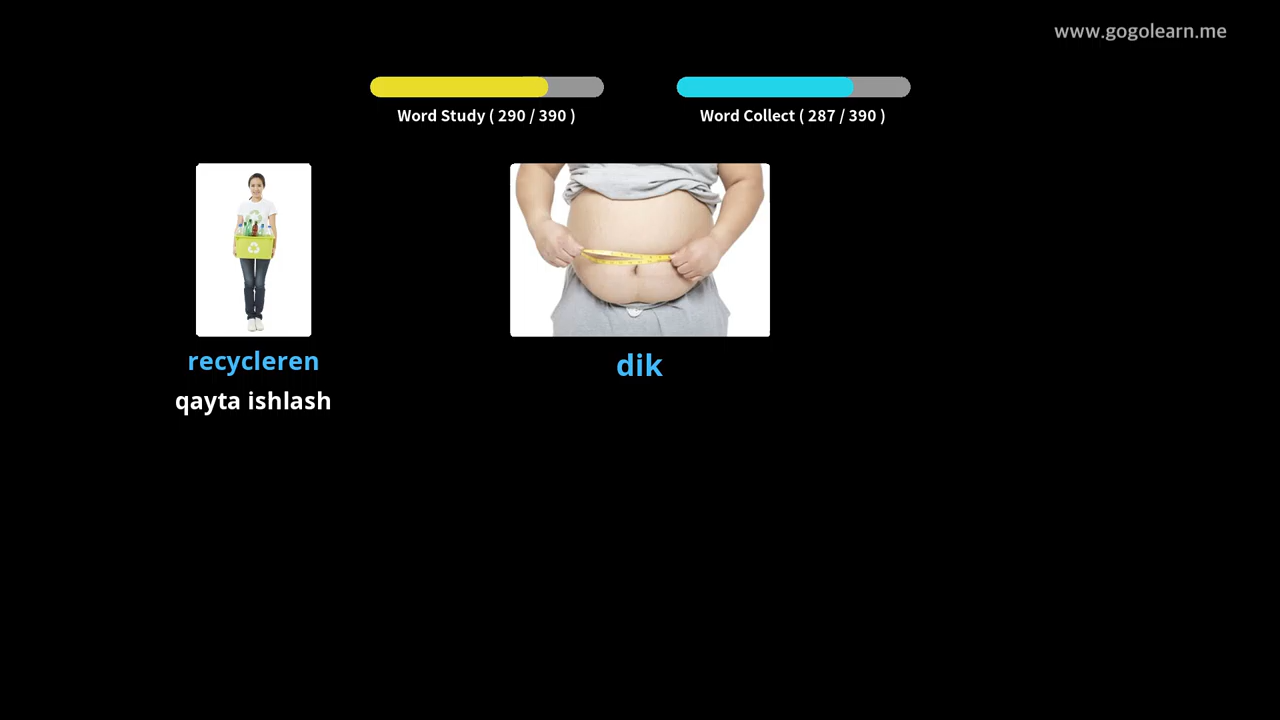 www.gogolearn.me
Word Study ( 290 / 390 )
Word Collect ( 287 / 390 )
recycleren
qayta ishlash
dik